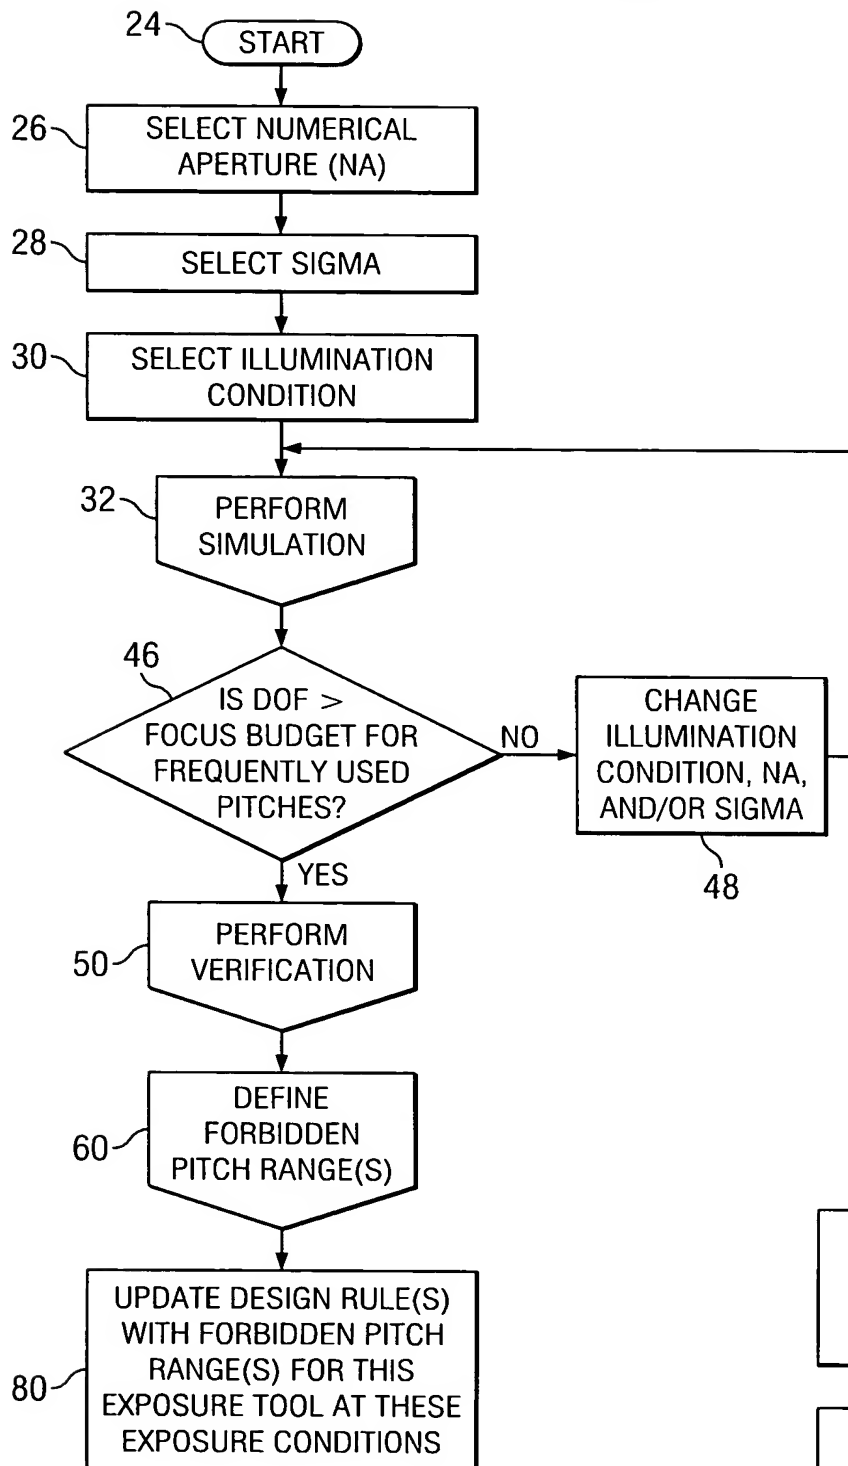 24
START
26
SELECT NUMERICAL
APERTURE (NA)
28
SELECT SIGMA
30
SELECT ILLUMINATION
CONDITION
32
PERFORM
SIMULATION
46
IS DOF >
FOCUS BUDGET FOR
FREQUENTLY USED
PITCHES?
NO
CHANGE
ILLUMINATION
CONDITION, NA,
AND/OR SIGMA
48
YES
50
PERFORM
VERIFICATION
60
DEFINE
FORBIDDEN
PITCH RANGE(S)
80
UPDATE DESIGN RULE(S)
WITH FORBIDDEN PITCH
RANGE(S) FOR THIS
EXPOSURE TOOL AT THESE
EXPOSURE CONDITIONS